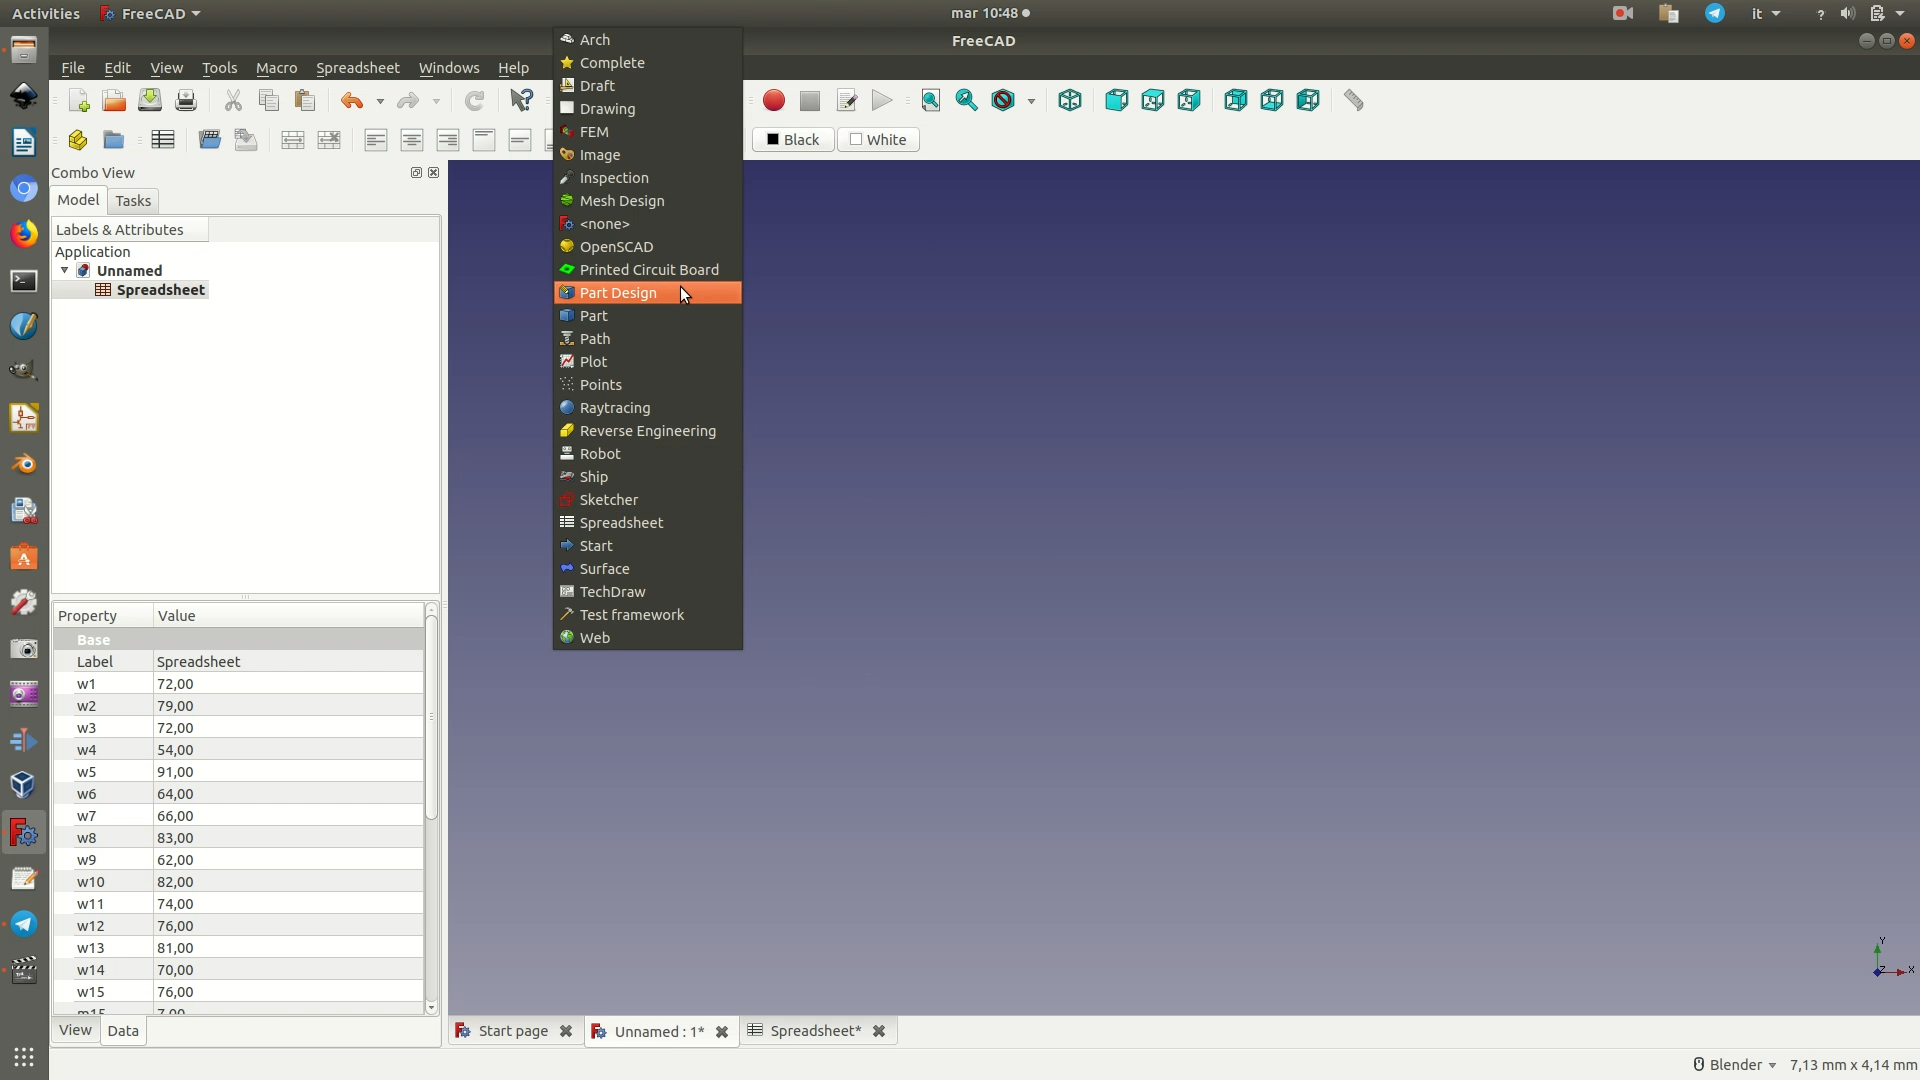 Activities FreeCAD mar 10:48 it ?
FreeCAD
File Edit View Tools Macro Spreadsheet Windows Help
Arch
Complete
Draft
Drawing
FEM
Image
Inspection
Mesh Design
<none>
OpenSCAD
Printed Circuit Board
Part Design
Part
Path
Plot
Points
Raytracing
Reverse Engineering
Robot
Ship
Sketcher
Spreadsheet
Start
Surface
TechDraw
Test framework
Web
Black White
Combo View
Model Tasks
Labels & Attributes
Application
Unnamed
Spreadsheet
Property Value
Base
Label Spreadsheet
w1 72,00
w2 79,00
w3 72,00
w4 54,00
w5 91,00
w6 64,00
w7 66,00
w8 83,00
w9 62,00
w10 82,00
w11 74,00
w12 76,00
w13 81,00
w14 70,00
w15 76,00
View Data
Y
Z X
Start page Unnamed : 1* Spreadsheet*
Blender 7,13 mm x 4,14 mm